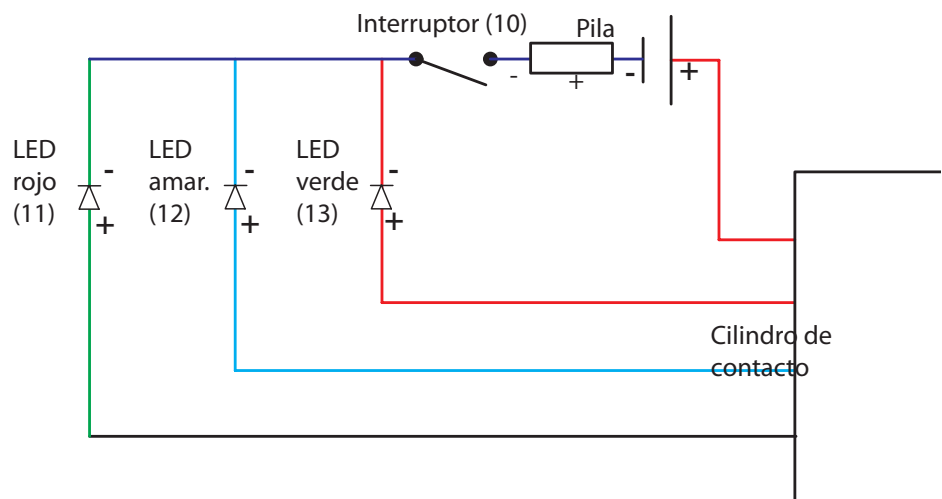 Interruptor (10)
Pila
-
+
-
+
LED
rojo
(11)
-
+
LED
amar.
(12)
-
+
LED
verde
(13)
-
+
Cilindro de
contacto